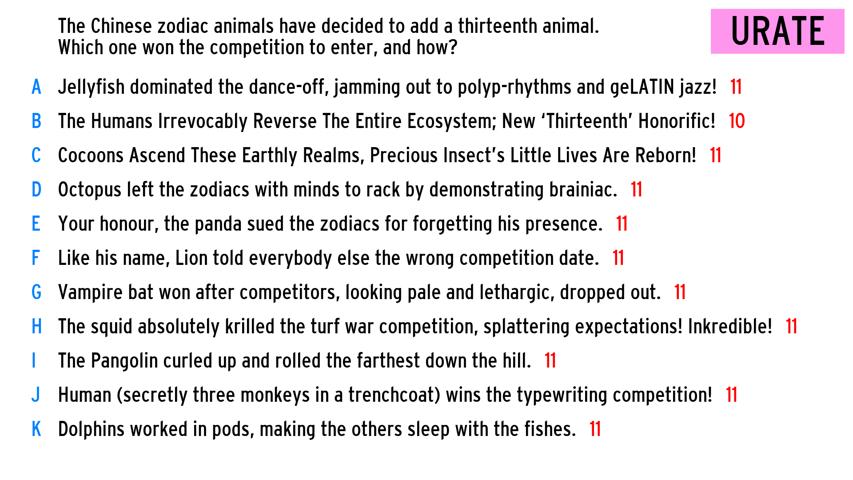 The Chinese zodiac animals have decided to add a thirteenth animal.
Which one won the competition to enter, and how?
URATE
A Jellyfish dominated the dance-off, jamming out to polyp-rhythms and geLATIN jazz! 11
B The Humans Irrevocably Reverse The Entire Ecosystem; New ‘Thirteenth’ Honorific! 10
C Cocoons Ascend These Earthly Realms, Precious Insect’s Little Lives Are Reborn! 11
D Octopus left the zodiacs with minds to rack by demonstrating brainiac. 11
E Your honour, the panda sued the zodiacs for forgetting his presence. 11
F Like his name, Lion told everybody else the wrong competition date. 11
G Vampire bat won after competitors, looking pale and lethargic, dropped out. 11
H The squid absolutely krilled the turf war competition, splattering expectations! Inkredible! 11
I The Pangolin curled up and rolled the farthest down the hill. 11
J Human (secretly three monkeys in a trenchcoat) wins the typewriting competition! 11
K Dolphins worked in pods, making the others sleep with the fishes. 11